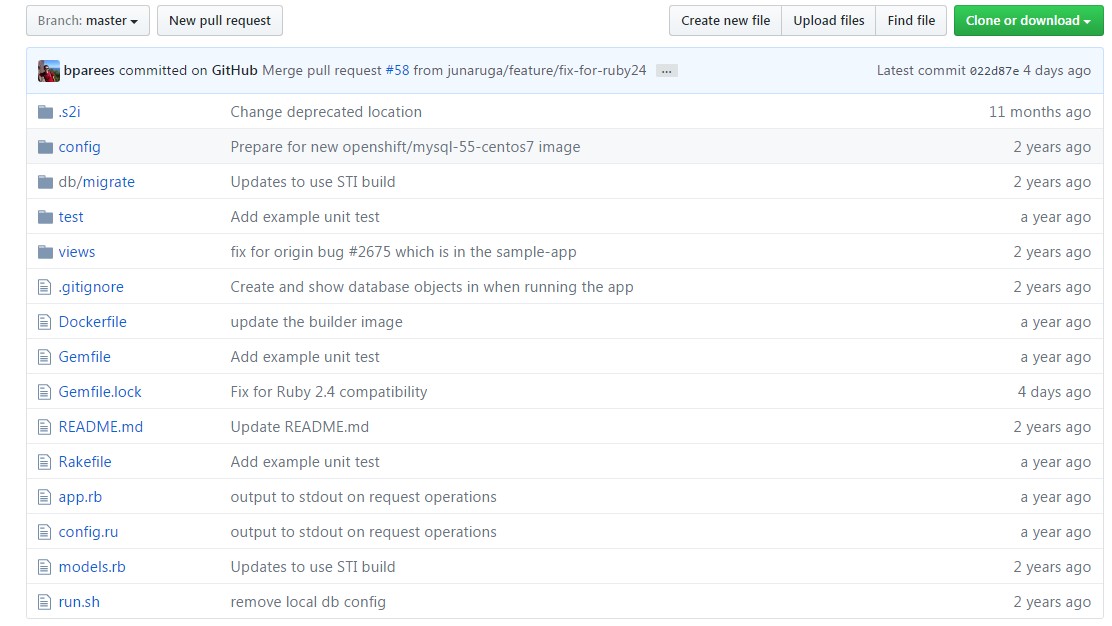 Branch: master New pull request Create new file Upload files Find file Clone or download
bparees committed on GitHub Merge pull request #58 from junaruga/feature/fix-for-ruby24 ... Latest commit 022d87e 4 days ago
.s2i Change deprecated location 11 months ago
config Prepare for new openshift/mysql-55-centos7 image 2 years ago
db/migrate Updates to use STI build 2 years ago
test Add example unit test a year ago
views fix for origin bug #2675 which is in the sample-app 2 years ago
.gitignore Create and show database objects in when running the app 2 years ago
Dockerfile update the builder image a year ago
Gemfile Add example unit test a year ago
Gemfile.lock Fix for Ruby 2.4 compatibility 4 days ago
README.md Update README.md 2 years ago
Rakefile Add example unit test a year ago
app.rb output to stdout on request operations a year ago
config.ru output to stdout on request operations a year ago
models.rb Updates to use STI build 2 years ago
run.sh remove local db config 2 years ago